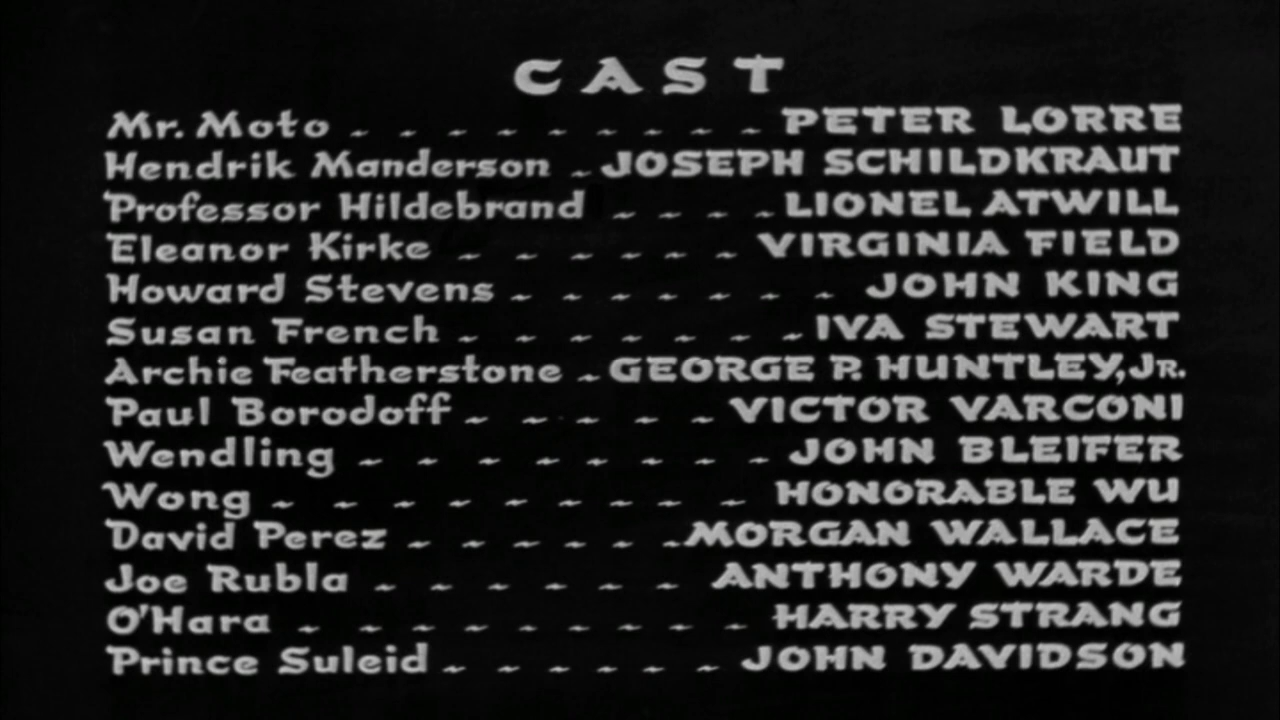 CAST
Mr. Moto ~ ~ ~ ~ ~ ~ ~ ~ ~ PETER LORRE
Hendrik Manderson ~ JOSEPH SCHILDKRAUT
Professor Hildebrand ~ ~ ~ ~ LIONEL ATWILL
Eleanor Kirke ~ ~ ~ ~ ~ ~ VIRGINIA FIELD
Howard Stevens ~ ~ ~ ~ ~ ~ ~ JOHN KING
Susan French ~ ~ ~ ~ ~ ~ ~ IVA STEWART
Archie Featherstone ~ GEORGE P. HUNTLEY, JR.
Paul Borodoff ~ ~ ~ ~ ~ VICTOR VARCONI
Wendling ~ ~ ~ ~ ~ ~ ~ ~ JOHN BLEIFER
Wong ~ ~ ~ ~ ~ ~ ~ ~ ~ HONORABLE WU
David Perez ~ ~ ~ ~ ~ ~ MORGAN WALLACE
Joe Rubla ~ ~ ~ ~ ~ ~ ~ ANTHONY WARDE
O'Hara ~ ~ ~ ~ ~ ~ ~ ~ ~ HARRY STRANG
Prince Suleid ~ ~ ~ ~ ~ ~ JOHN DAVIDSON